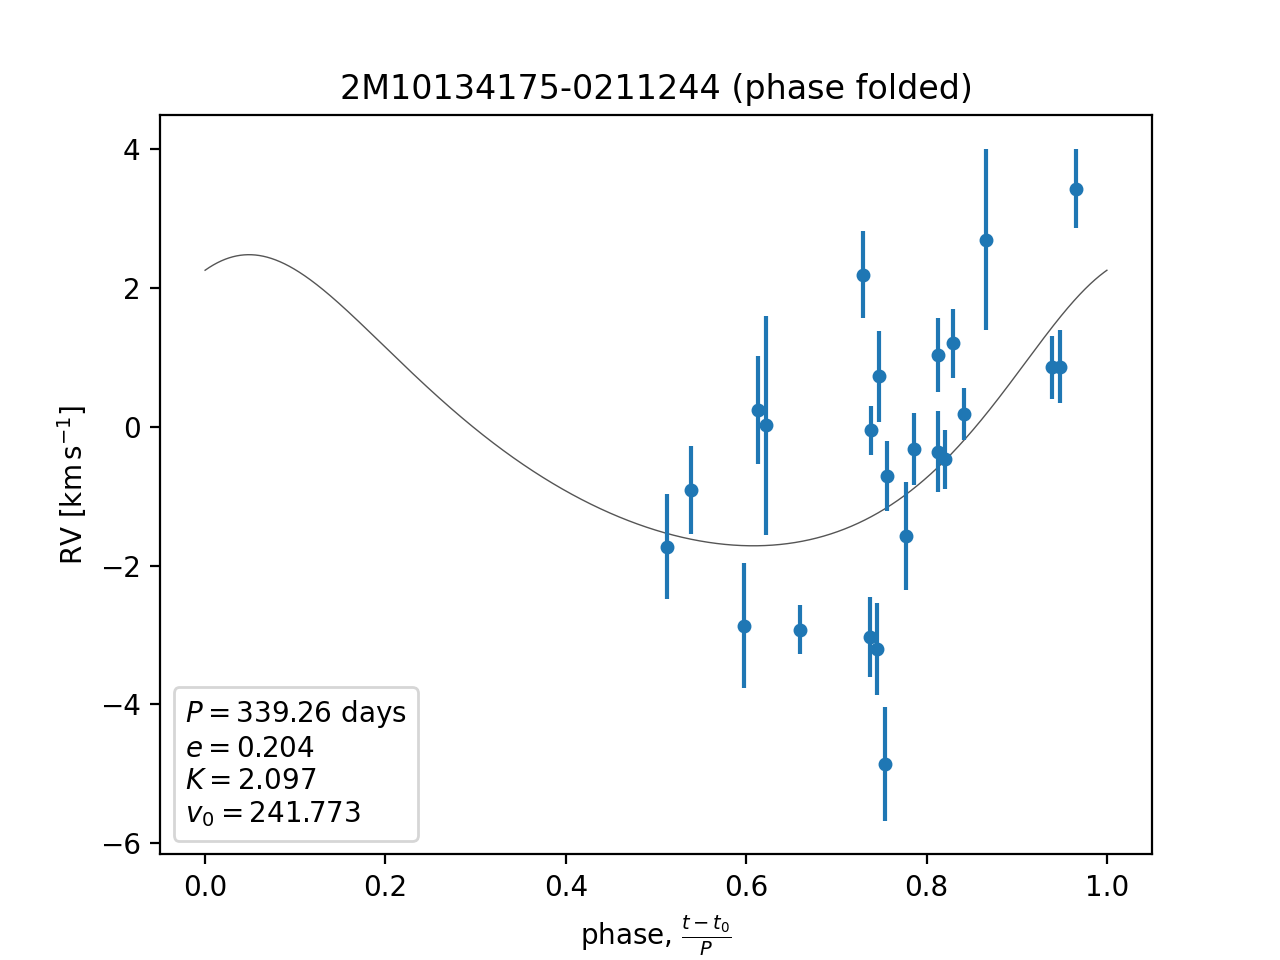 2M10134175-0211244 (phase folded)
4
2
0
−2
−4
−6
RV [km s⁻¹]
P = 339.26 days
e = 0.204
K = 2.097
v₀ = 241.773
0.0 0.2 0.4 0.6 0.8 1.0
phase, (t − t₀)/P